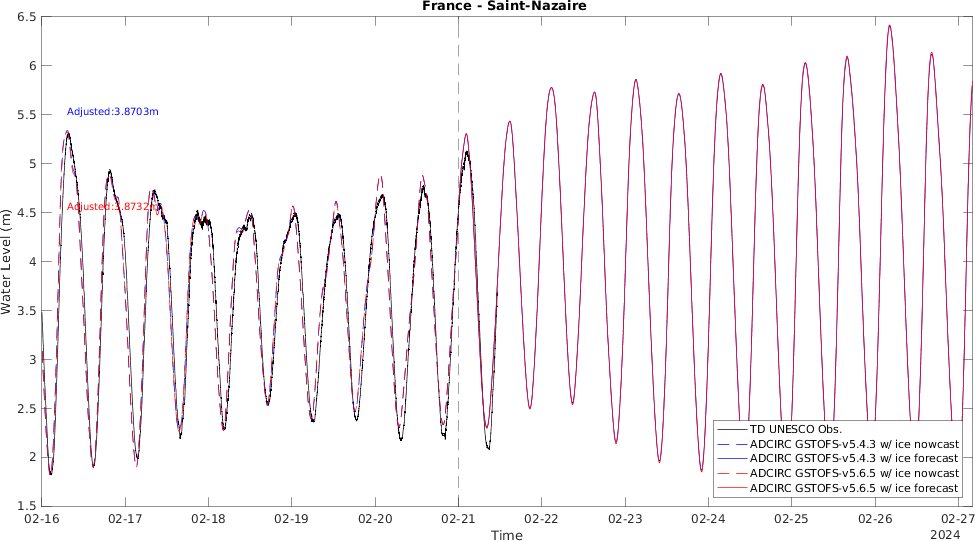 France - Saint-Nazaire
6.5
6
5.5
5
4.5
4
3.5
3
2.5
2
1.5
Water Level (m)
Adjusted:3.8703m
Adjusted:3.8732m
TD UNESCO Obs.
ADCIRC GSTOFS-v5.4.3 w/ ice nowcast
ADCIRC GSTOFS-v5.4.3 w/ ice forecast
ADCIRC GSTOFS-v5.6.5 w/ ice nowcast
ADCIRC GSTOFS-v5.6.5 w/ ice forecast
02-16 02-17 02-18 02-19 02-20 02-21 02-22 02-23 02-24 02-25 02-26 02-27
Time
2024